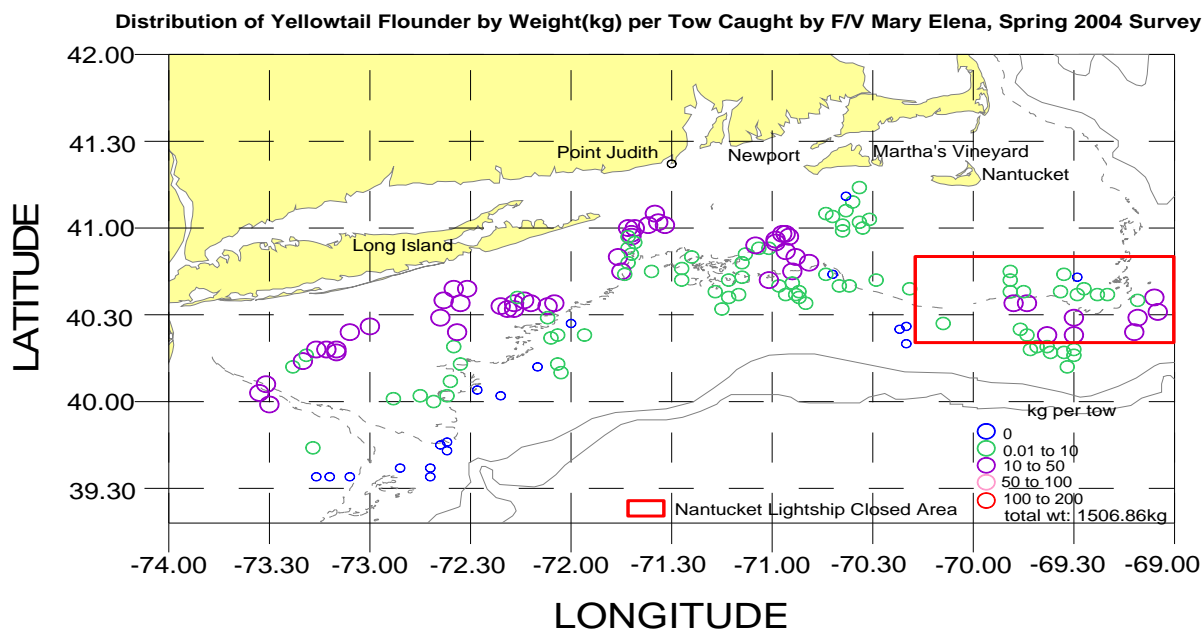 Distribution of Yellowtail Flounder by Weight(kg) per Tow Caught by F/V Mary Elena, Spring 2004 Survey
42.00
41.30
41.00
40.30
40.00
39.30
LATITUDE
Point Judith
Newport
Martha's Vineyard
Nantucket
Long Island
kg per tow
0
0.01 to 10
10 to 50
50 to 100
100 to 200
total wt: 1506.86kg
Nantucket Lightship Closed Area
-74.00 -73.30 -73.00 -72.30 -72.00 -71.30 -71.00 -70.30 -70.00 -69.30 -69.00
LONGITUDE